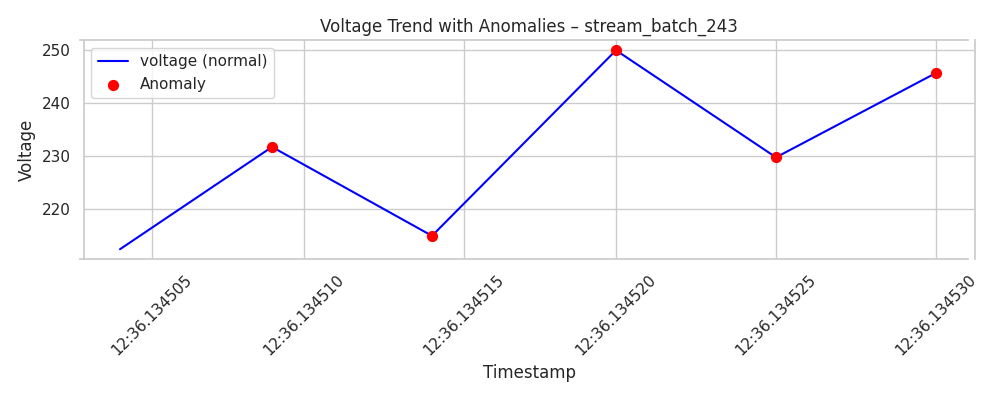 Voltage Trend with Anomalies – stream_batch_243
voltage (normal)
Anomaly
Voltage
250
240
230
220
12:36.134505
12:36.134510
12:36.134515
12:36.134520
12:36.134525
12:36.134530
Timestamp